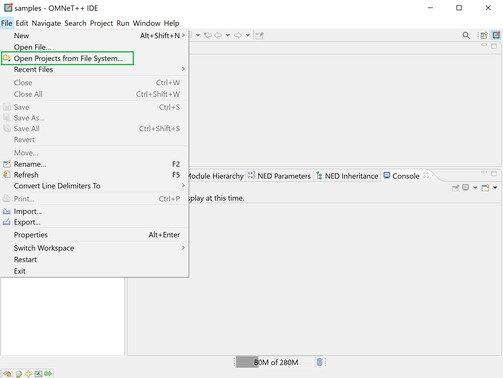 samples - OMNeT++ IDE
File Edit Navigate Search Project Run Window Help
New Alt+Shift+N
Open File...
Open Projects from File System...
Recent Files
Close Ctrl+W
Close All Ctrl+Shift+W
Save Ctrl+S
Save As...
Save All Ctrl+Shift+S
Revert
Move...
Rename... F2
Refresh F5
Convert Line Delimiters To
Print... Ctrl+P
Import...
Export...
Properties Alt+Enter
Switch Workspace
Restart
Exit
Module Hierarchy NED Parameters NED Inheritance Console
splay at this time.
80M of 280M